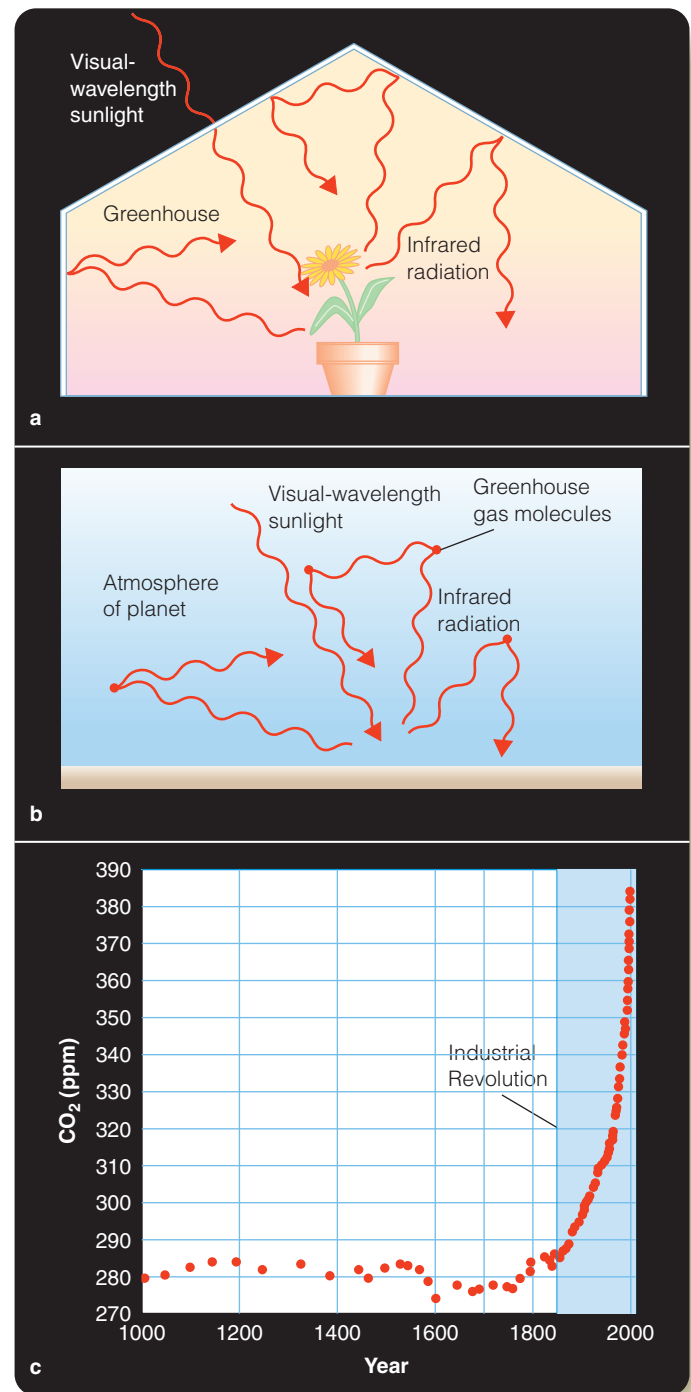 Visual-
wavelength
sunlight
Greenhouse
Infrared
radiation
a
Visual-wavelength
sunlight
Greenhouse
gas molecules
Atmosphere
of planet
Infrared
radiation
b
390
380
370
360
350
340
330
320
310
300
290
280
270
CO₂ (ppm)
Industrial
Revolution
1000 1200 1400 1600 1800 2000
Year
c